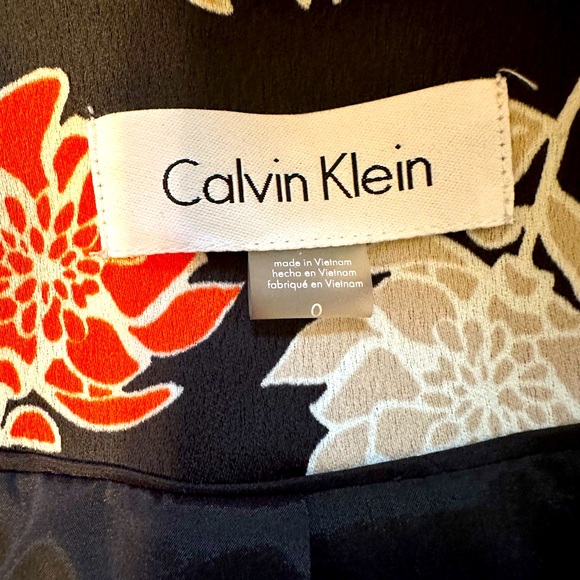 Calvin Klein
made in Vietnam
hecho en Vietnam
fabriqué en Vietnam
0